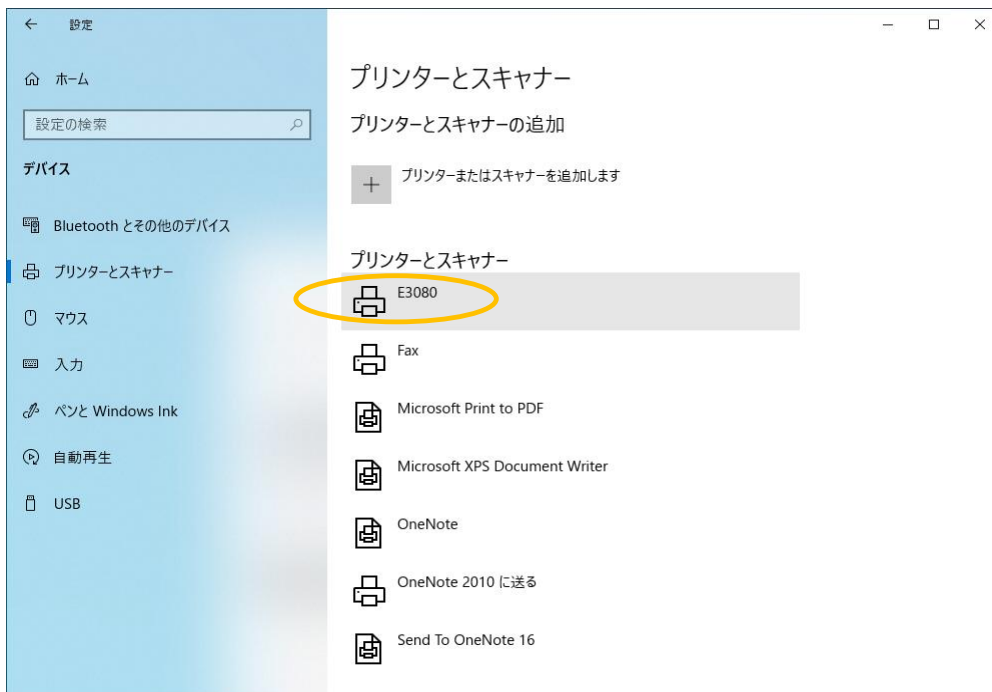 設定
ホーム
設定の検索
デバイス
Bluetooth とその他のデバイス
プリンターとスキャナー
マウス
入力
ペンと Windows Ink
自動再生
USB
プリンターとスキャナー
プリンターとスキャナーの追加
プリンターまたはスキャナーを追加します
プリンターとスキャナー
E3080
Fax
Microsoft Print to PDF
Microsoft XPS Document Writer
OneNote
OneNote 2010 に送る
Send To OneNote 16